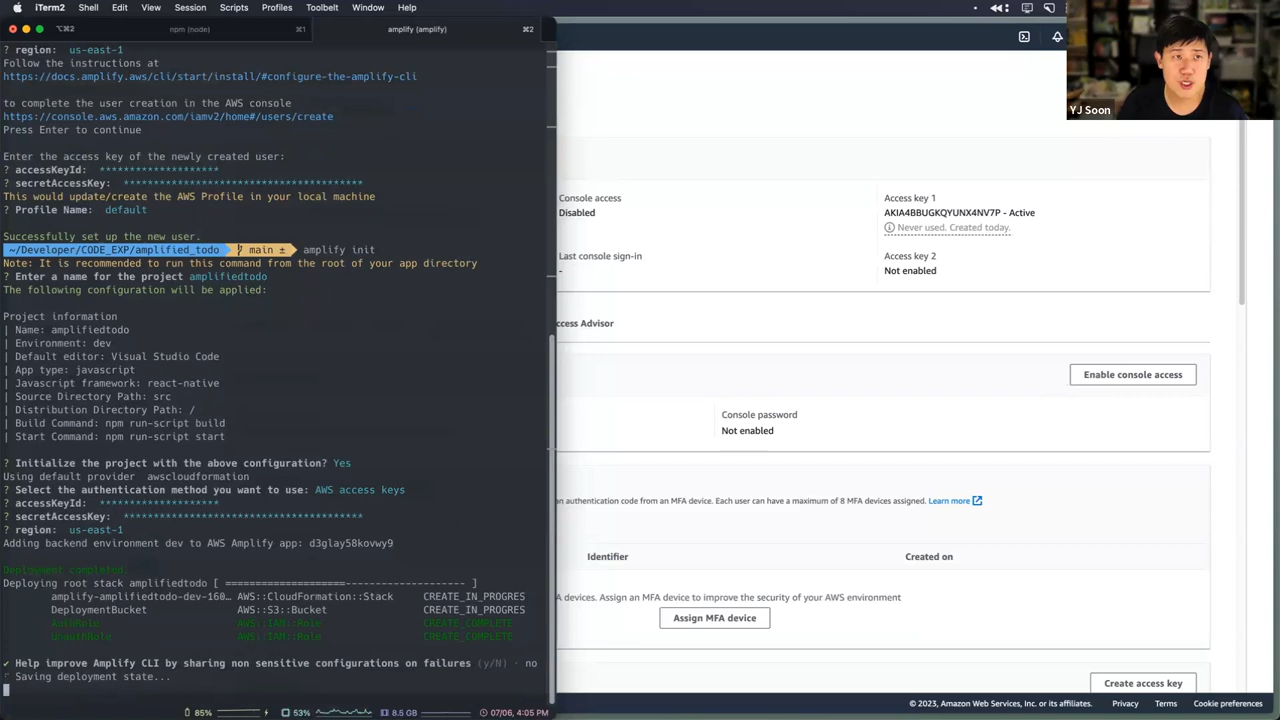 iTerm2 Shell Edit View Session Scripts Profiles Toolbelt Window Help
⌥⌘2 npm (node) ⌘1 amplify (amplify) ⌘2
? region: us-east-1
Follow the instructions at
https://docs.amplify.aws/cli/start/install/#configure-the-amplify-cli
to complete the user creation in the AWS console
https://console.aws.amazon.com/iamv2/home#/users/create
Press Enter to continue
Enter the access key of the newly created user:
? accessKeyId: ********************
? secretAccessKey: ****************************************
This would update/create the AWS Profile in your local machine
? Profile Name: default
Successfully set up the new user.
~/Developer/CODE_EXP/amplifiedtodo main amplify init
Note: It is recommended to run this command from the root of your app directory
? Enter a name for the project amplifiedtodo
The following configuration will be applied:
Project information
| Name: amplifiedtodo
| Environment: dev
| Default editor: Visual Studio Code
| App type: javascript
| Javascript framework: react-native
| Source Directory Path: src
| Distribution Directory Path: /
| Build Command: npm run-script build
| Start Command: npm run-script start
? Initialize the project with the above configuration? Yes
Using default provider awscloudformation
? Select the authentication method you want to use: AWS access keys
? accessKeyId: ********************
? secretAccessKey: ****************************************
? region: us-east-1
Adding backend environment dev to AWS Amplify app: d3glay58kovwy9
Deployment completed.
Deploying root stack amplifiedtodo [ =====================--------------------- ]
amplify-amplifiedtodo-dev-160… AWS::CloudFormation::Stack CREATE_IN_PROGRES
DeploymentBucket AWS::S3::Bucket CREATE_IN_PROGRES
AuthRole AWS::IAM::Role CREATE_COMPLETE
UnauthRole AWS::IAM::Role CREATE_COMPLETE
✔ Help improve Amplify CLI by sharing non sensitive configurations on failures (y/N) · no
Saving deployment state...
85% 53% 8.5 GB 07/06, 4:05 PM
YJ Soon
Console access
Disabled
Access key 1
AKIA4BBUGKQYUNX4NV7P - Active
Never used. Created today.
Last console sign-in
-
Access key 2
Not enabled
ccess Advisor
Enable console access
Console password
Not enabled
an authentication code from an MFA device. Each user can have a maximum of 8 MFA devices assigned. Learn more
Identifier Created on
A devices. Assign an MFA device to improve the security of your AWS environment
Assign MFA device
Create access key
© 2023, Amazon Web Services, Inc. or its affiliates. Privacy Terms Cookie preferences